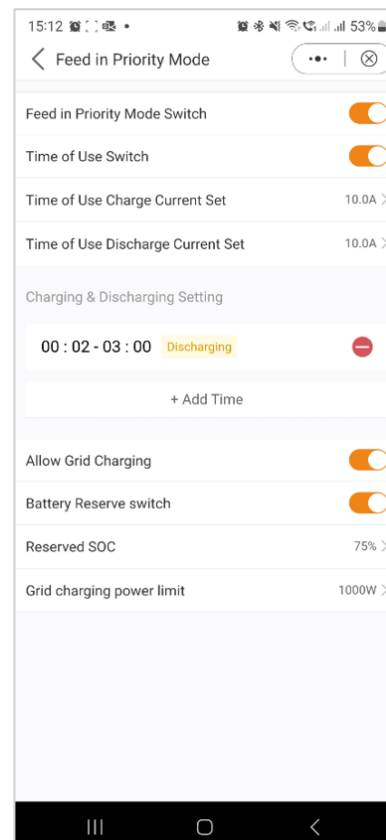 15:12 53%
Feed in Priority Mode
Feed in Priority Mode Switch
Time of Use Switch
Time of Use Charge Current Set 10.0A
Time of Use Discharge Current Set 10.0A
Charging & Discharging Setting
00 : 02 - 03 : 00 Discharging
+ Add Time
Allow Grid Charging
Battery Reserve switch
Reserved SOC 75%
Grid charging power limit 1000W